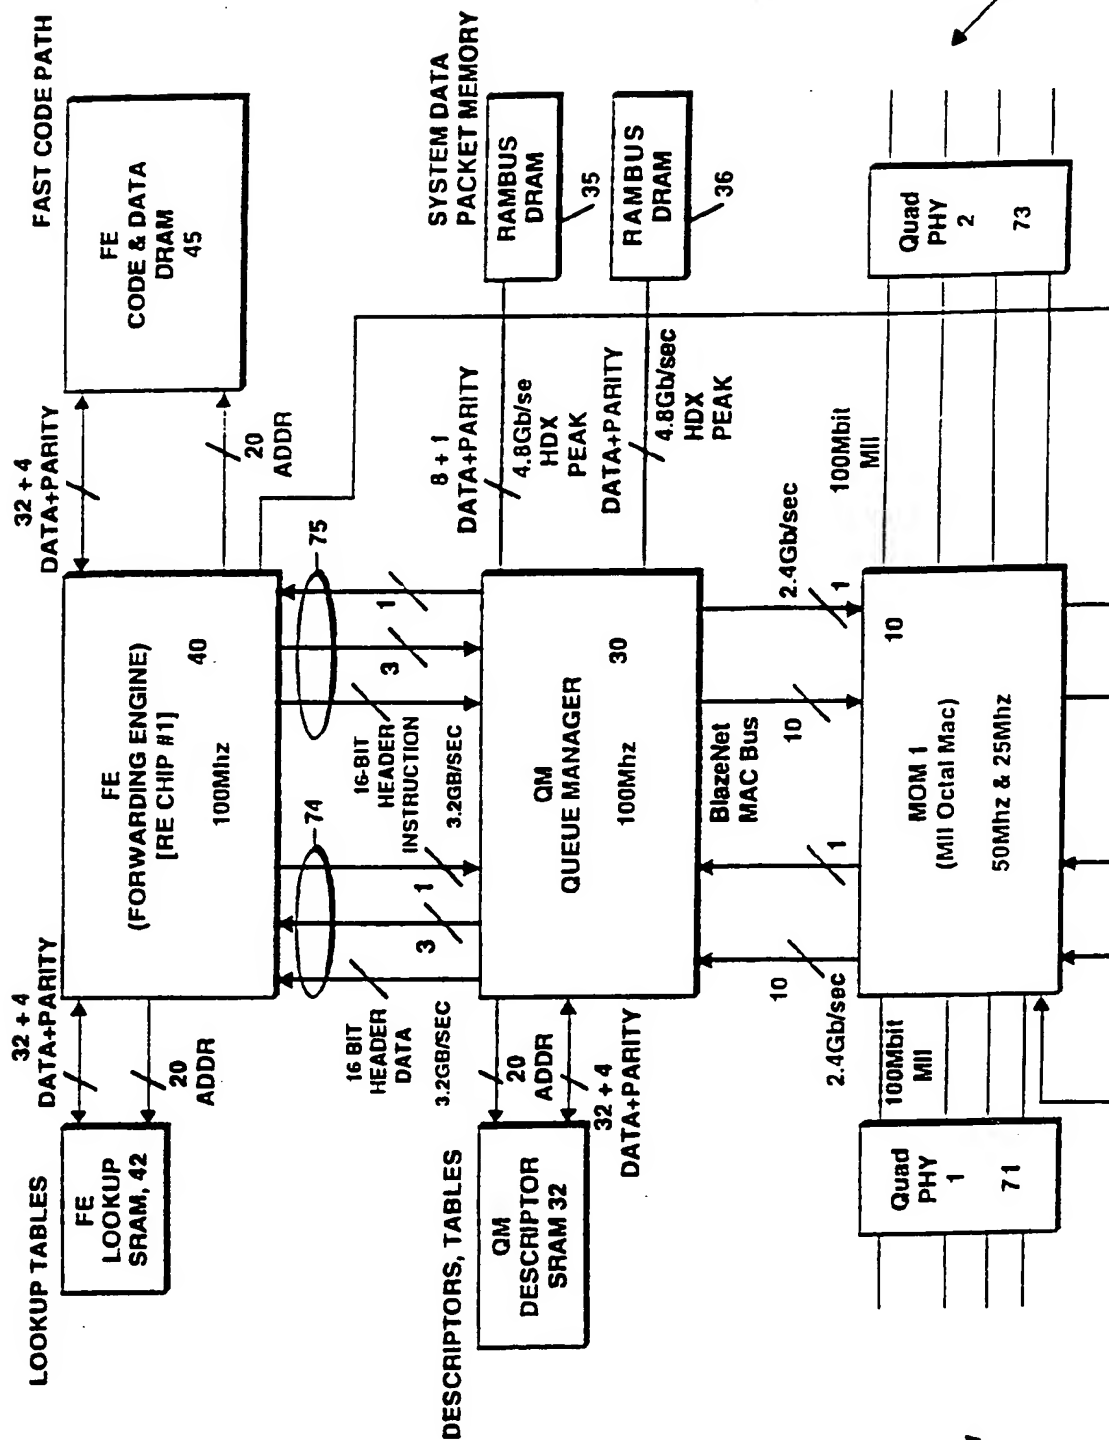 LOOKUP TABLES
FE
LOOKUP
SRAM, 42
32 + 4
DATA+PARITY
20
ADDR
FE
(FORWARDING ENGINE)
[RE CHIP #1]
40
100Mhz
32 + 4
DATA+PARITY
20
ADDR
FAST CODE PATH
FE
CODE & DATA
DRAM
45
16 BIT
HEADER
DATA
3.2GB/SEC
3
1
74
16-BIT
HEADER
INSTRUCTION
3.2GB/SEC
3
1
75
DESCRIPTORS, TABLES
QM
DESCRIPTOR
SRAM 32
20
ADDR
32 + 4
DATA+PARITY
QM
QUEUE MANAGER
30
100Mhz
8 + 1
DATA+PARITY
4.8Gb/se
HDX
PEAK
DATA+PARITY
4.8Gb/sec
HDX
PEAK
SYSTEM DATA
PACKET MEMORY
RAMBUS
DRAM
35
RAMBUS
DRAM
36
10
2.4Gb/sec
1
BlazeNet
MAC Bus
10
2.4Gb/sec
1
Quad
PHY
1
71
100Mbit
MII
MOM 1
(MII Octal Mac)
50Mhz & 25Mhz
10
100Mbit
MII
Quad
PHY
2
73